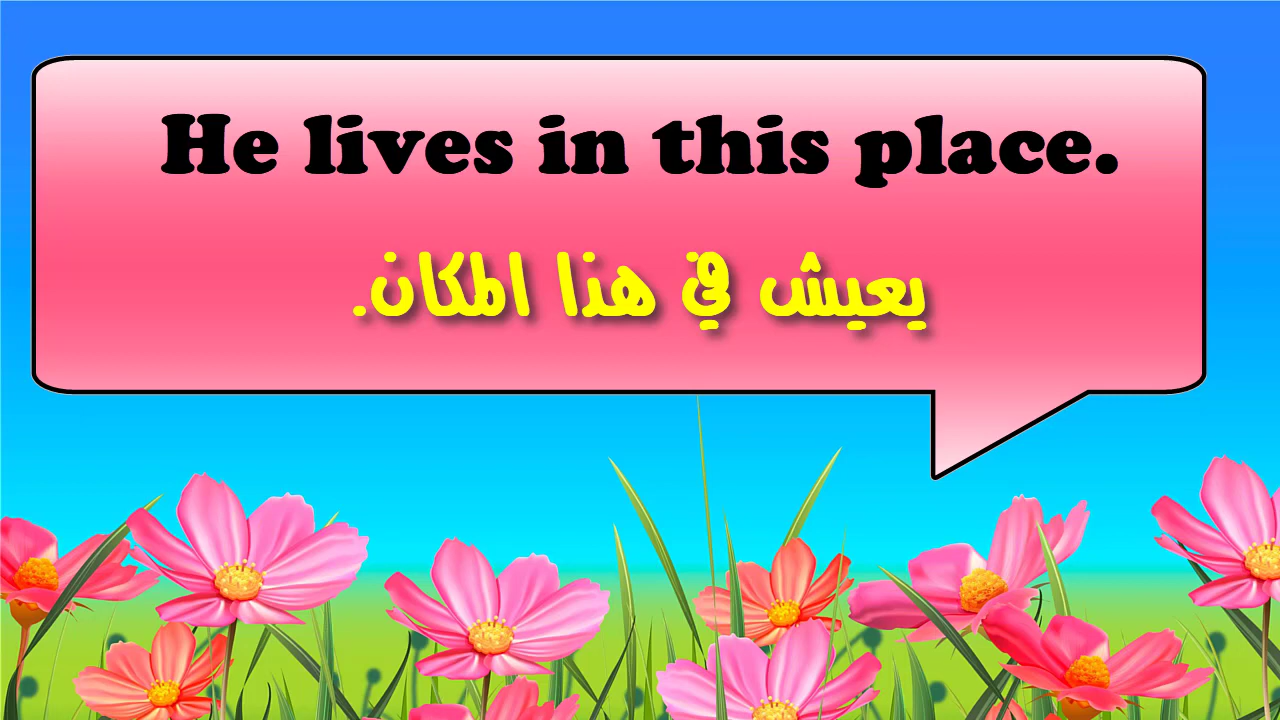 He lives in this place.
يعيش في هذا المكان.